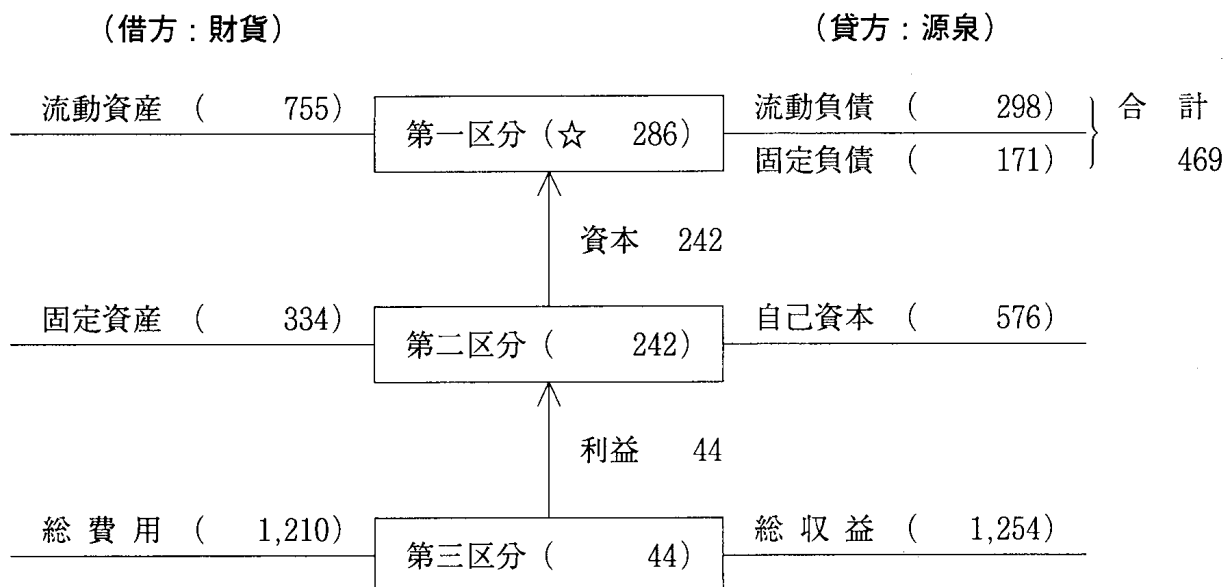 （借方：財貨） （貸方：源泉）
流動資産 （ 755） 第一区分（☆ 286） 流動負債 （ 298） 合 計
固定負債 （ 171） 469
資本 242
固定資産 （ 334） 第二区分（ 242） 自己資本 （ 576）
利益 44
総 費 用 （ 1,210） 第三区分（ 44） 総 収 益 （ 1,254）